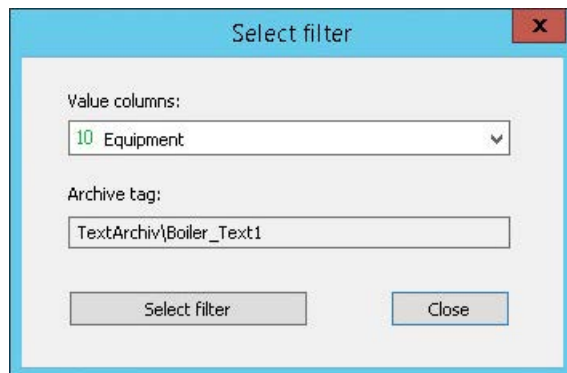 Select filter
x
Value columns:
10 Equipment
Archive tag:
TextArchiv\Boiler_Text1
Select filter Close